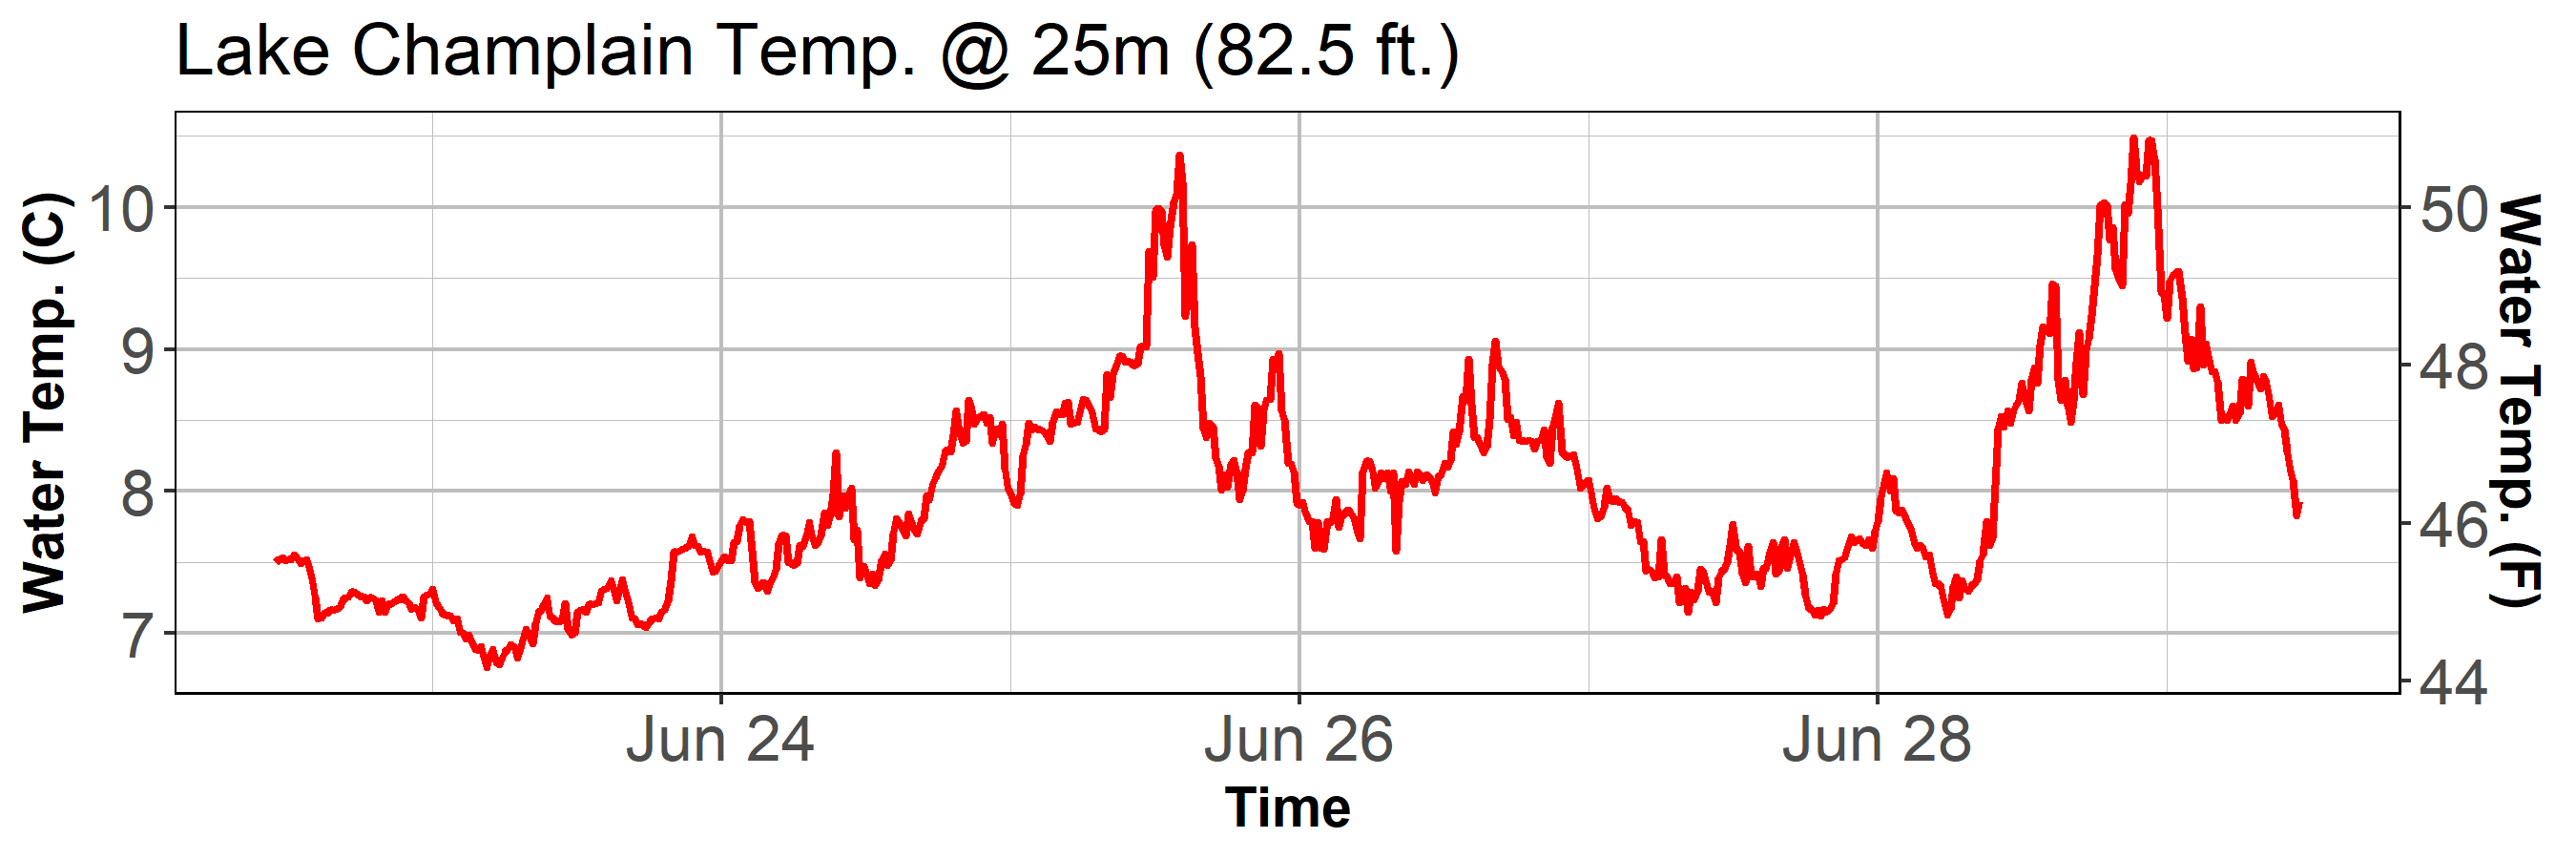 Lake Champlain Temp. @ 25m (82.5 ft.)
Water Temp. (C)
10
9
8
7
50
48
46
44
Water Temp. (F)
Jun 24
Jun 26
Jun 28
Time